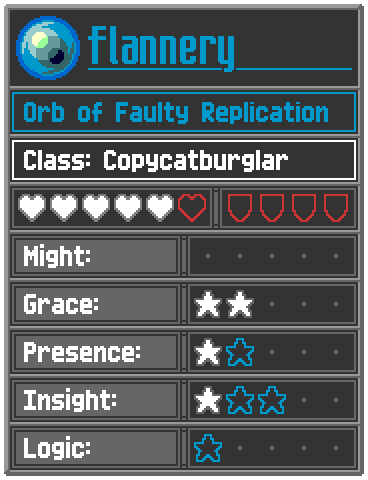 flannery
Orb of Faulty Replication
Class: Copycatburglar
Might:
Grace:
Presence:
Insight:
Logic: